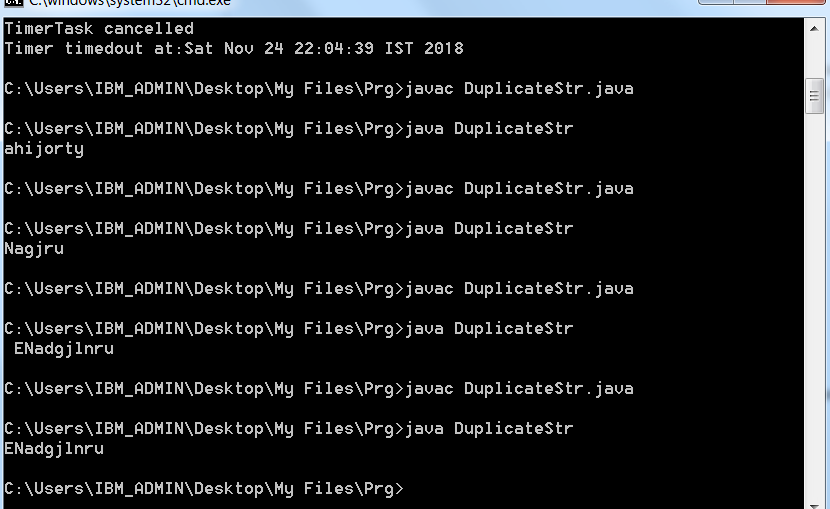 C:\windows\system32\cmd.exe
TimerTask cancelled
Timer timedout at:Sat Nov 24 22:04:39 IST 2018
C:\Users\IBM_ADMIN\Desktop\My Files\Prg>javac DuplicateStr.java
C:\Users\IBM_ADMIN\Desktop\My Files\Prg>java DuplicateStr
ahijorty
C:\Users\IBM_ADMIN\Desktop\My Files\Prg>javac DuplicateStr.java
C:\Users\IBM_ADMIN\Desktop\My Files\Prg>java DuplicateStr
Nagjru
C:\Users\IBM_ADMIN\Desktop\My Files\Prg>javac DuplicateStr.java
C:\Users\IBM_ADMIN\Desktop\My Files\Prg>java DuplicateStr
 ENadgjlnru
C:\Users\IBM_ADMIN\Desktop\My Files\Prg>javac DuplicateStr.java
C:\Users\IBM_ADMIN\Desktop\My Files\Prg>java DuplicateStr
ENadgjlnru
C:\Users\IBM_ADMIN\Desktop\My Files\Prg>